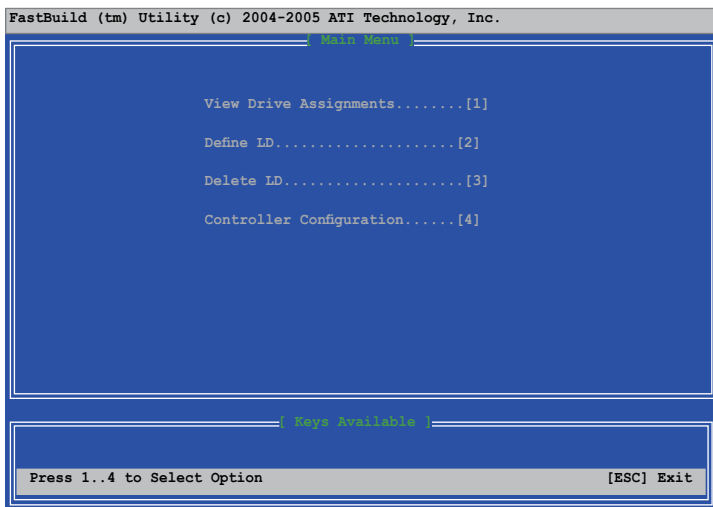 FastBuild (tm) Utility (c) 2004-2005 ATI Technology, Inc.
[ Main Menu ]
View Drive Assignments........[1]
Define LD.....................[2]
Delete LD.....................[3]
Controller Configuration......[4]
[ Keys Available ]
Press 1..4 to Select Option [ESC] Exit